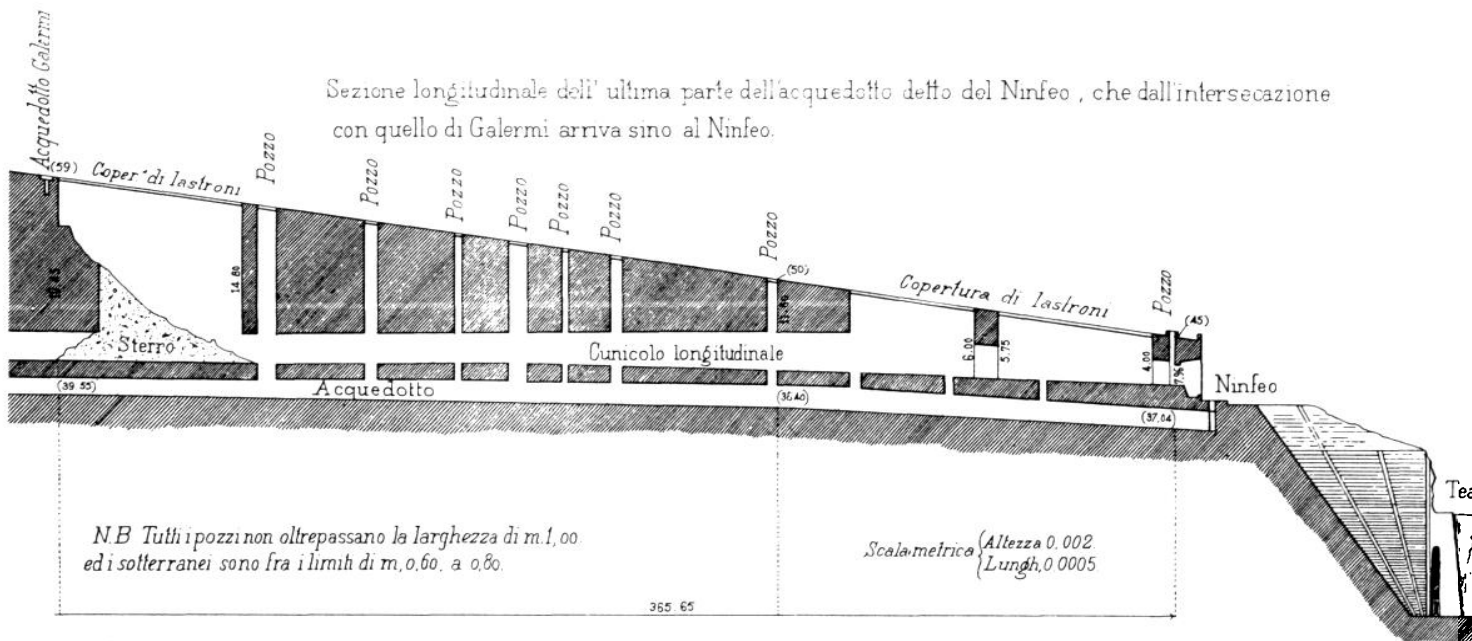 Sezione longitudinale dell' ultima parte dell'acquedotto detto del Ninfeo, che dall'intersecazione
con quello di Galermi arriva sino al Ninfeo.
Acquedotto Galermi
(59)
Coper.ª di lastroni
Pozzo
Pozzo
Pozzo
Pozzo
Pozzo
Pozzo
Pozzo
(50)
Copertura di lastroni
Pozzo
(45)
14.80
6.00
5.75
4.00
7.96
Sterro
Cunicolo longitudinale
Acquedotto
Ninfeo
(39.55)
(36.40)
(37.04)
Tea
N.B Tutti i pozzi non oltrepassano la larghezza di m.1,00.
ed i sotterranei sono fra i limiti di m,0,60. a 0,80.
Scala metrica { Altezza 0.002.
Lungh, 0.0005
365.65